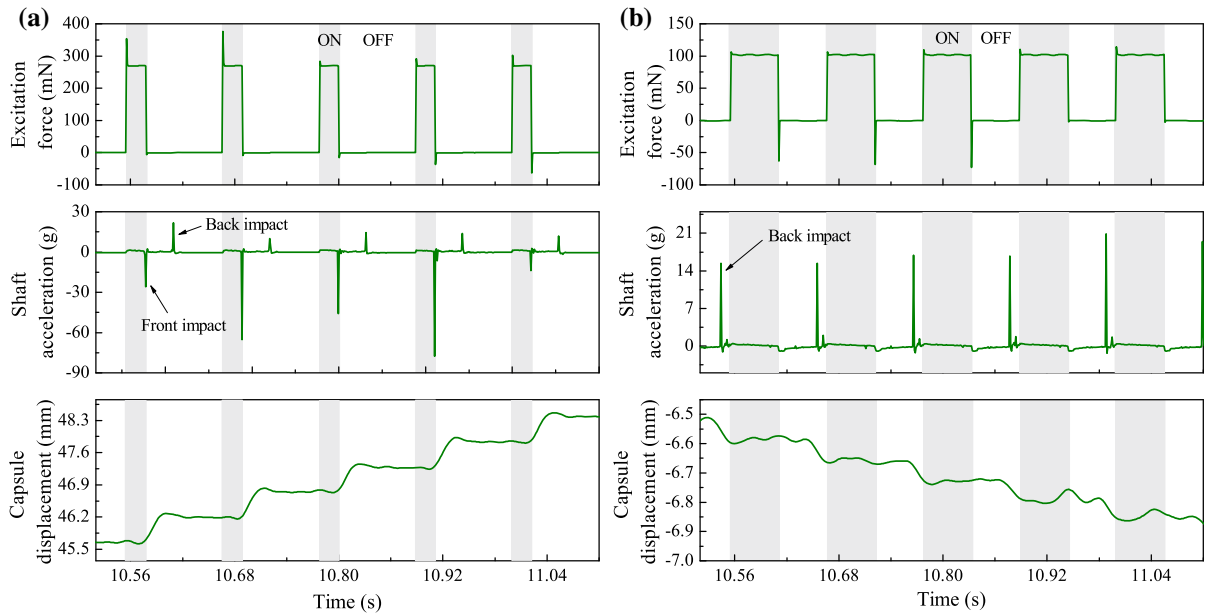 (a)
400
300
200
100
0
-100
Excitation
force (mN)
ON OFF
30
0
-30
-60
-90
Shaft
acceleration (g)
Back impact
Front impact
48.3
47.6
46.9
46.2
45.5
Capsule
displacement (mm)
10.56 10.68 10.80 10.92 11.04
Time (s)
(b)
150
100
50
0
-50
-100
Excitation
force (mN)
ON OFF
21
14
7
0
Shaft
acceleration (g)
Back impact
-6.5
-6.6
-6.7
-6.8
-6.9
-7.0
Capsule
displacement (mm)
10.56 10.68 10.80 10.92 11.04
Time (s)